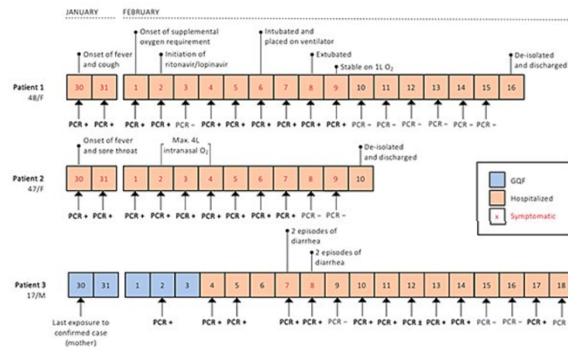 JANUARY FEBRUARY
Onset of fever
and cough
Onset of supplemental
oxygen requirement
Initiation of
ritonavir/lopinavir
Intubated and
placed on ventilator
Extubated
Stable on 1L O₂
De-isolated
and discharged
Patient 1
48/F
30 31 1 2 3 4 5 6 7 8 9 10 11 12 13 14 15 16
PCR + PCR + PCR + PCR + PCR – PCR + PCR + PCR + PCR + PCR + PCR + PCR – PCR – PCR – PCR – PCR – PCR –
Onset of fever
and sore throat
Max. 4L
intranasal O₂
De-isolated
and discharged
Patient 2
47/F
30 31 1 2 3 4 5 6 7 8 9 10
PCR + PCR + PCR + PCR + PCR + PCR + PCR + PCR + PCR + PCR – PCR –
GQF
Hospitalized
x Symptomatic
2 episodes of
diarrhea
2 episodes of
diarrhea
Patient 3
17/M
30 31 1 2 3 4 5 6 7 8 9 10 11 12 13 14 15 16 17 18
Last exposure to
confirmed case
(mother)
PCR + PCR + PCR + PCR + PCR + PCR – PCR + PCR + PCR ± PCR + PCR + PCR – PCR – PCR + PCR